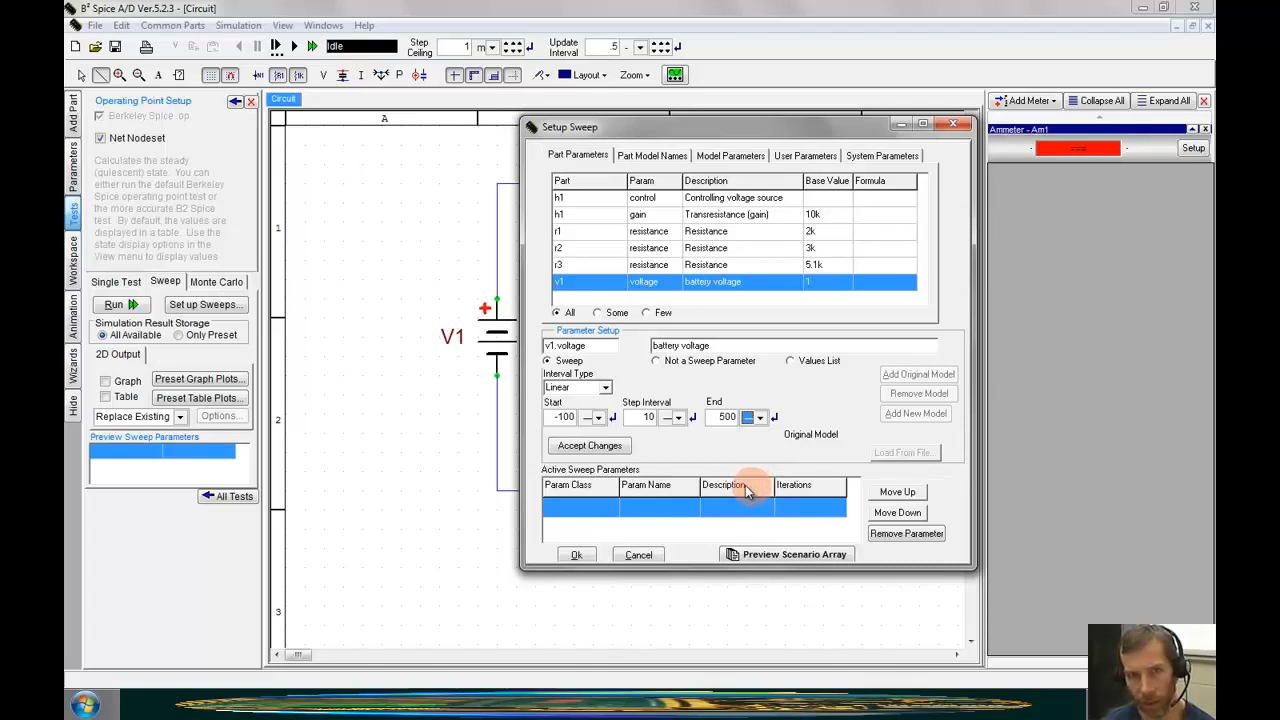 B² Spice A/D Ver.5.2.3 - [Circuit]
File Edit Common Parts Simulation View Windows Help
Idle Step Ceiling 1 m Update Interval .5 -
A V I P Layout Zoom
Add Part
Parameters
Tests
Workspace
Animation
Wizards
Hide
Operating Point Setup
Berkeley Spice .op
Net Nodeset
Calculates the steady
(quiescent) state. You can
either run the default Berkeley
Spice operating point test or
the more accurate B2 Spice
test. By default, the values are
displayed in a table. Use the
state display options in the
View menu to display values
Single Test Sweep Monte Carlo
Run Set up Sweeps...
Simulation Result Storage
All Available Only Preset
2D Output
Graph Preset Graph Plots...
Table Preset Table Plots...
Replace Existing Options...
Preview Sweep Parameters
All Tests
Circuit
A
1
2
3
V1
Setup Sweep
Part Parameters Part Model Names Model Parameters User Parameters System Parameters
Part Param Description Base Value Formula
h1 control Controlling voltage source
h1 gain Transresistance (gain) 10k
r1 resistance Resistance 2k
r2 resistance Resistance 3k
r3 resistance Resistance 5.1k
v1 voltage battery voltage 1
All Some Few
Parameter Setup
v1.voltage battery voltage
Sweep Not a Sweep Parameter Values List
Interval Type
Linear
Start Step Interval End
-100 10 500
Accept Changes
Original Model
Add Original Model
Remove Model
Add New Model
Load From File...
Active Sweep Parameters
Param Class Param Name Description Iterations
Move Up
Move Down
Remove Parameter
Ok Cancel Preview Scenario Array
Add Meter Collapse All Expand All
Ammeter - Am1
Setup